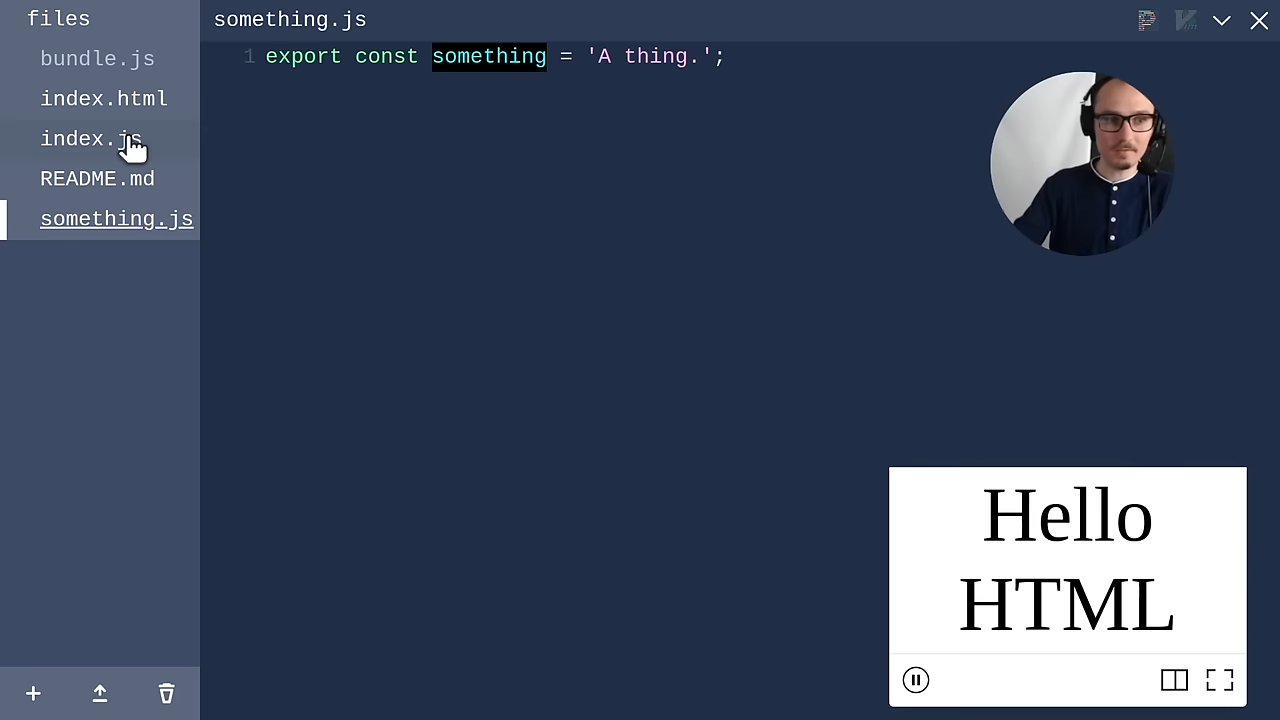 files
bundle.js
index.html
index.js
README.md
something.js
something.js
1 export const something = 'A thing.';
Hello
HTML